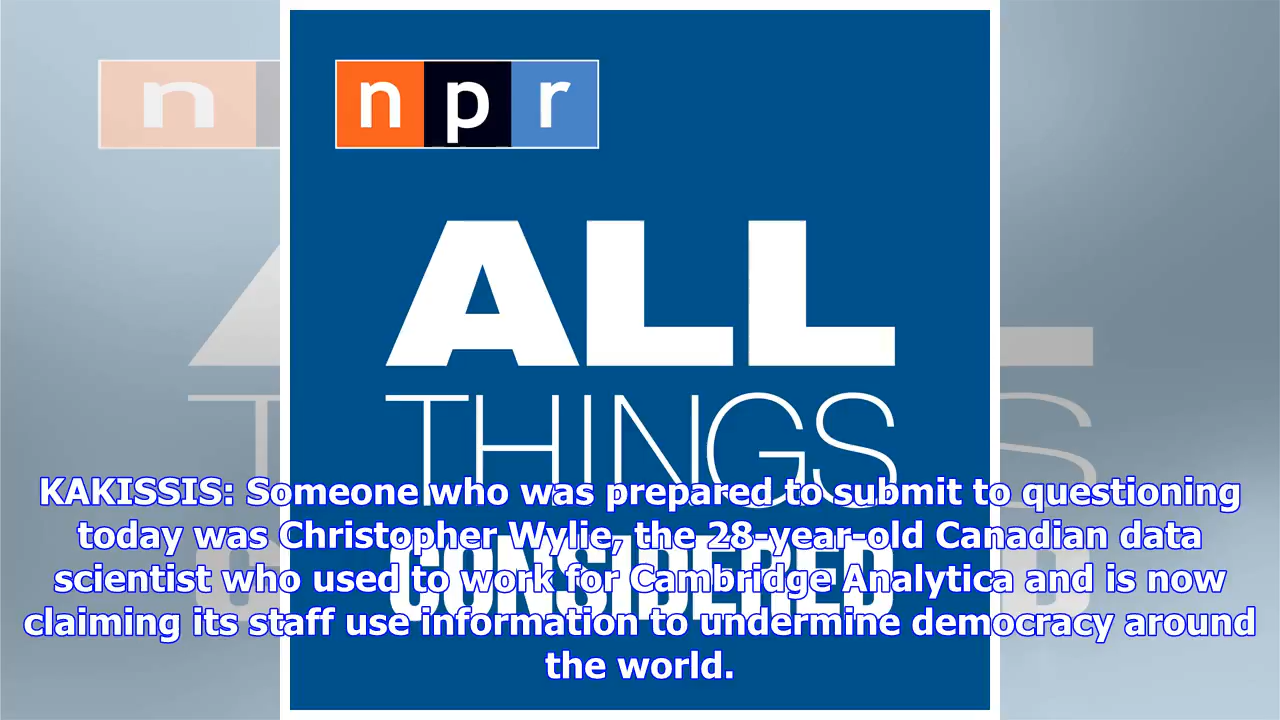 n p r
ALL
THINGS
CONSIDERED
KAKISSIS: Someone who was prepared to submit to questioning
today was Christopher Wylie, the 28-year-old Canadian data
scientist who used to work for Cambridge Analytica and is now
claiming its staff use information to undermine democracy around
the world.